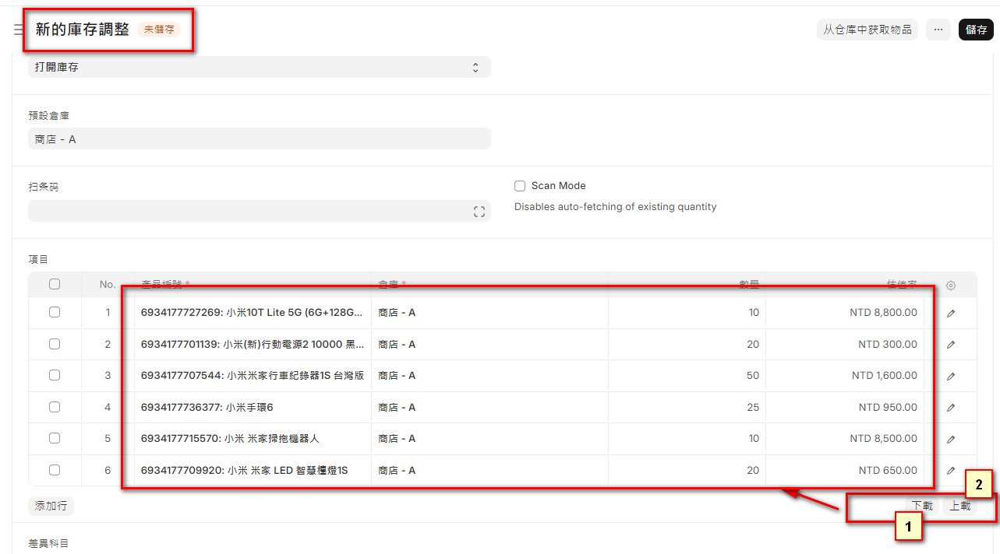 新的庫存調整 未儲存 从仓库中获取物品 ... 儲存
打開庫存
預設倉庫
商店 - A
扫条码
Scan Mode
Disables auto-fetching of existing quantity
項目
No. 產品編號 * 倉庫 * 數量 估值率
1 6934177727269: 小米10T Lite 5G (6G+128G... 商店 - A 10 NTD 8,800.00
2 6934177701139: 小米(新)行動電源2 10000 黑... 商店 - A 20 NTD 300.00
3 6934177707544: 小米米家行車紀錄器1S 台灣版 商店 - A 50 NTD 1,600.00
4 6934177736377: 小米手環6 商店 - A 25 NTD 950.00
5 6934177715570: 小米 米家掃拖機器人 商店 - A 10 NTD 8,500.00
6 6934177709920: 小米 米家 LED 智慧檯燈1S 商店 - A 20 NTD 650.00
2
添加行 下載 上載
1
差異科目